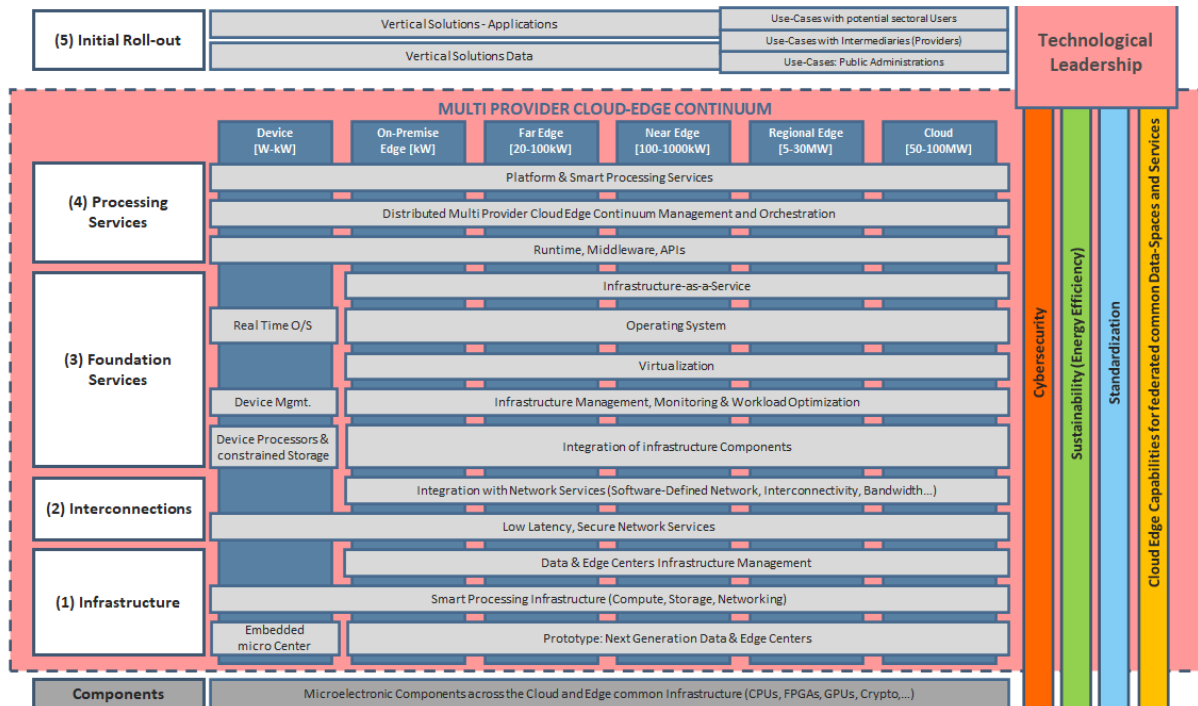 (5) Initial Roll-out
Vertical Solutions - Applications
Vertical Solutions Data
Use-Cases with potential sectoral Users
Use-Cases with Intermediaries (Providers)
Use-Cases: Public Administrations
Technological
Leadership
MULTI PROVIDER CLOUD-EDGE CONTINUUM
Device
[W-kW]
On-Premise
Edge [kW]
Far Edge
[20-100kW]
Near Edge
[100-1000kW]
Regional Edge
[5-30MW]
Cloud
[50-100MW]
(4) Processing
Services
Platform & Smart Processing Services
Distributed Multi Provider Cloud Edge Continuum Management and Orchestration
Runtime, Middleware, APIs
(3) Foundation
Services
Infrastructure-as-a-Service
Real Time O/S
Operating System
Virtualization
Device Mgmt.
Infrastructure Management, Monitoring & Workload Optimization
Device Processors &
constrained Storage
Integration of infrastructure Components
(2) Interconnections
Integration with Network Services (Software-Defined Network, Interconnectivity, Bandwidth...)
Low Latency, Secure Network Services
(1) Infrastructure
Data & Edge Centers Infrastructure Management
Smart Processing Infrastructure (Compute, Storage, Networking)
Embedded
micro Center
Prototype: Next Generation Data & Edge Centers
Components
Microelectronic Components across the Cloud and Edge common Infrastructure (CPUs, FPGAs, GPUs, Crypto,...)
Cybersecurity
Sustainability (Energy Efficiency)
Standardization
Cloud Edge Capabilities for federated common Data-Spaces and Services